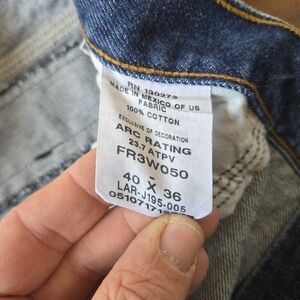 RN 130273
MADE IN MEXICO OF US
FABRIC
100% COTTON
EXCLUSIVE OF DECORATION
ARC RATING
23.7 ATPV
FR3W050
-
40 X 36
LAR-J195-005